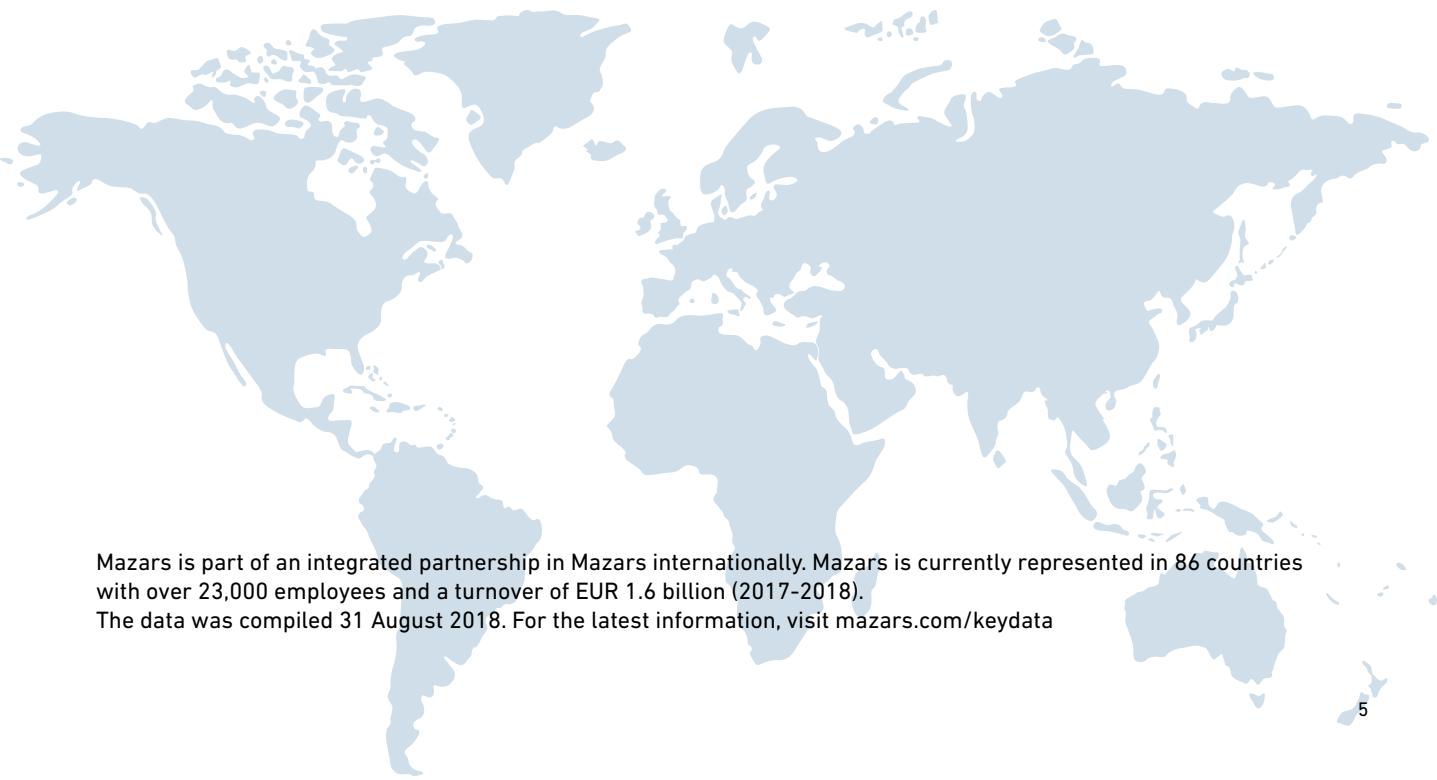 Mazars is part of an integrated partnership in Mazars internationally. Mazars is currently represented in 86 countries
with over 23,000 employees and a turnover of EUR 1.6 billion (2017-2018).
The data was compiled 31 August 2018. For the latest information, visit mazars.com/keydata
5